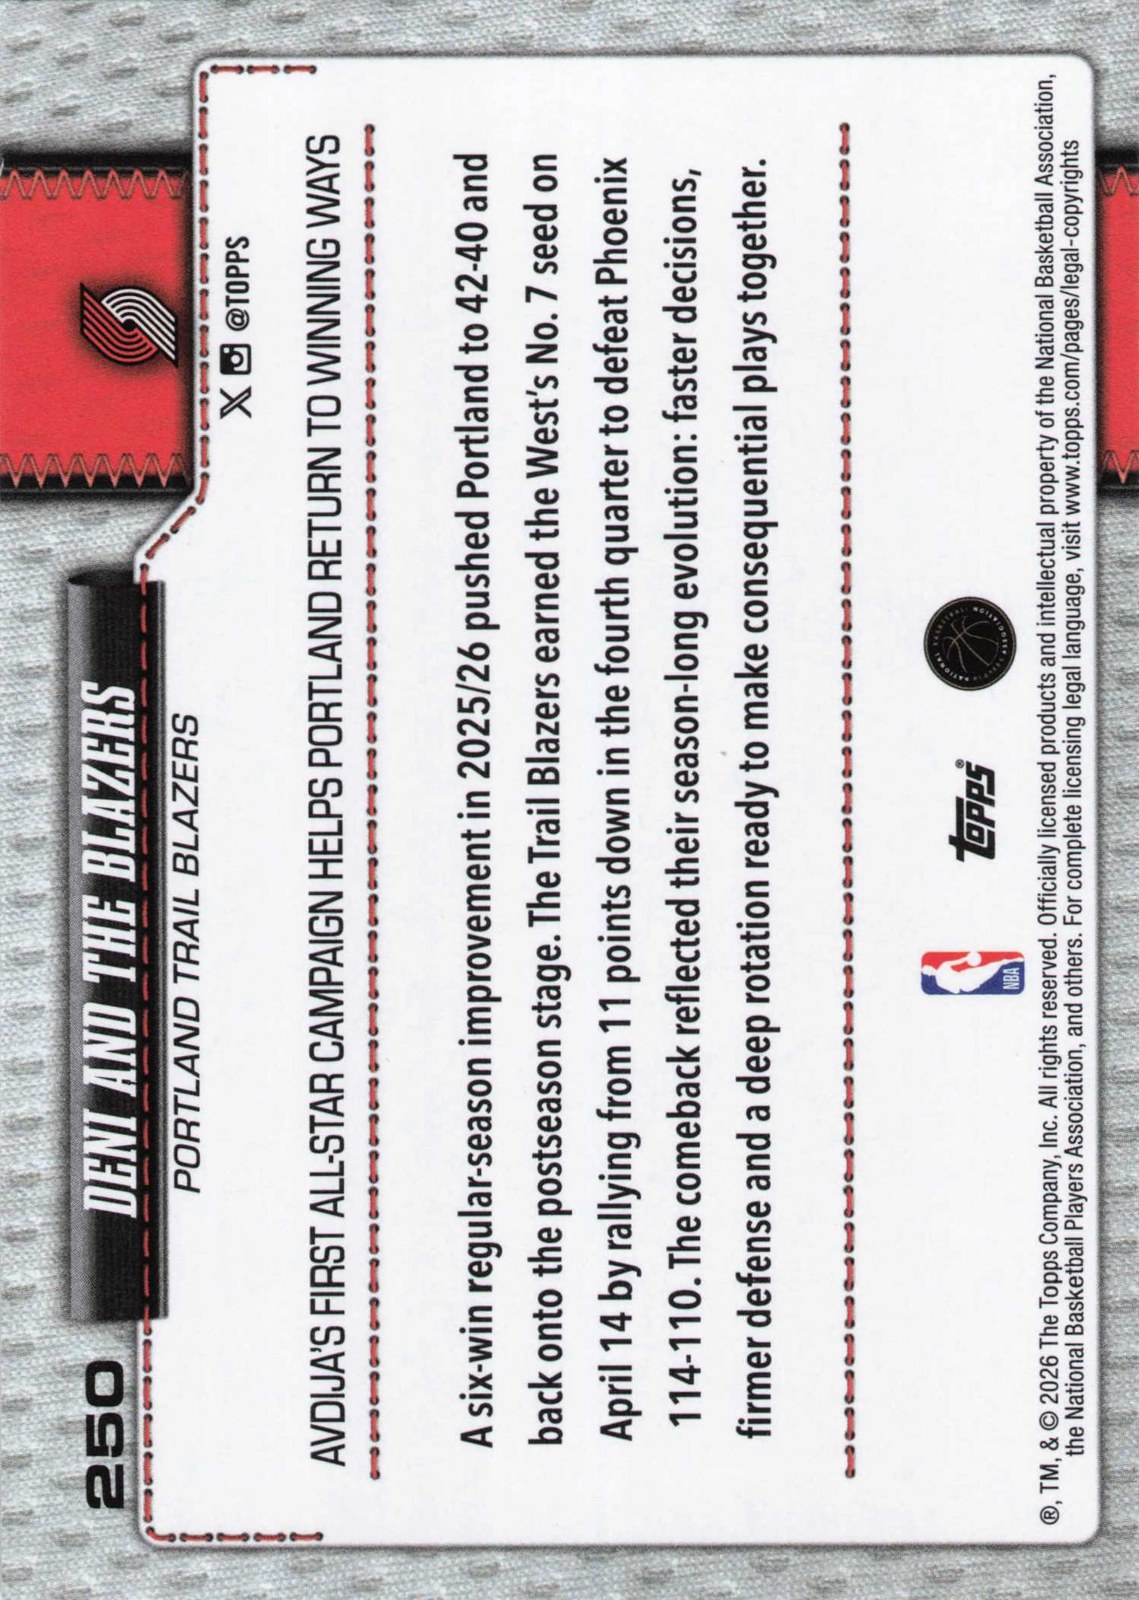 250
DENI AND THE BLAZERS
PORTLAND TRAIL BLAZERS
@TOPPS
AVDIJA'S FIRST ALL-STAR CAMPAIGN HELPS PORTLAND RETURN TO WINNING WAYS
A six-win regular-season improvement in 2025/26 pushed Portland to 42-40 and
back onto the postseason stage. The Trail Blazers earned the West's No. 7 seed on
April 14 by rallying from 11 points down in the fourth quarter to defeat Phoenix
114-110. The comeback reflected their season-long evolution: faster decisions,
firmer defense and a deep rotation ready to make consequential plays together.
NBA
topps®
NATIONAL BASKETBALL PLAYERS ASSOCIATION
®, TM, & © 2026 The Topps Company, Inc. All rights reserved. Officially licensed products and intellectual property of the National Basketball Association,
the National Basketball Players Association, and others. For complete licensing legal language, visit www.topps.com/pages/legal-copyrights